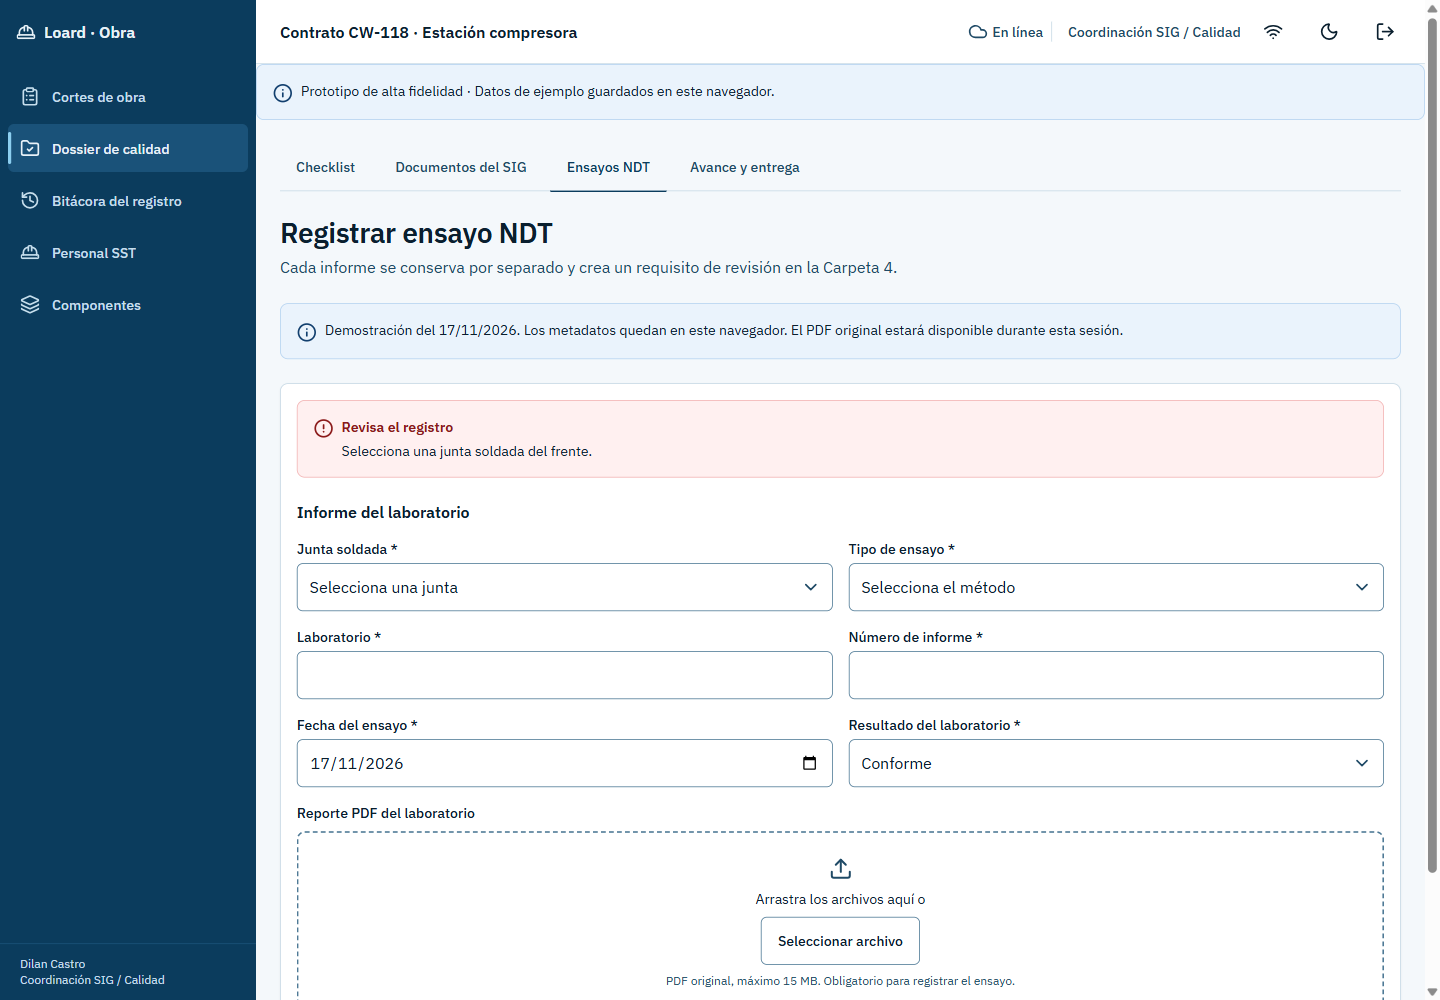 Loard · Obra
Cortes de obra
Dossier de calidad
Bitácora del registro
Personal SST
Componentes
Dilan Castro
Coordinación SIG / Calidad
Contrato CW-118 · Estación compresora
En línea
Coordinación SIG / Calidad
Prototipo de alta fidelidad · Datos de ejemplo guardados en este navegador.
Checklist
Documentos del SIG
Ensayos NDT
Avance y entrega
Registrar ensayo NDT
Cada informe se conserva por separado y crea un requisito de revisión en la Carpeta 4.
Demostración del 17/11/2026. Los metadatos quedan en este navegador. El PDF original estará disponible durante esta sesión.
Revisa el registro
Selecciona una junta soldada del frente.
Informe del laboratorio
Junta soldada *
Selecciona una junta
Tipo de ensayo *
Selecciona el método
Laboratorio *
Número de informe *
Fecha del ensayo *
17/11/2026
Resultado del laboratorio *
Conforme
Reporte PDF del laboratorio
Arrastra los archivos aquí o
Seleccionar archivo
PDF original, máximo 15 MB. Obligatorio para registrar el ensayo.